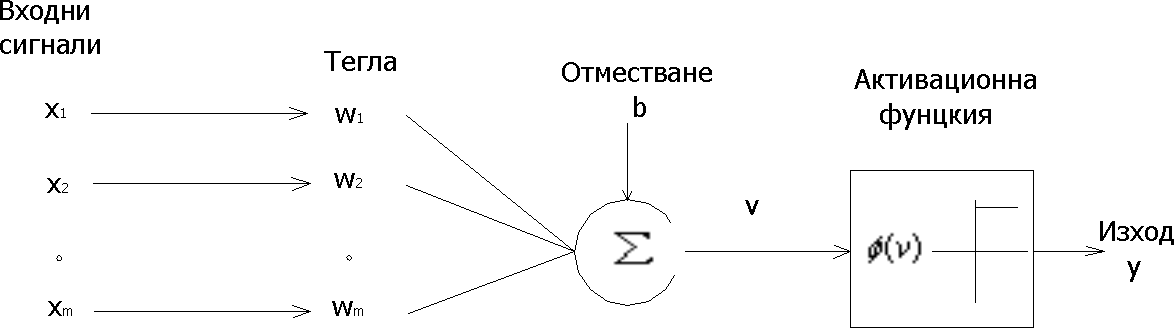 Входни
сигнали
Тегла
Отместване
b
Активационна
фунцкия
x1
w1
x2
w2
v
Σ
φ(ν)
Изход
y
xm
wm